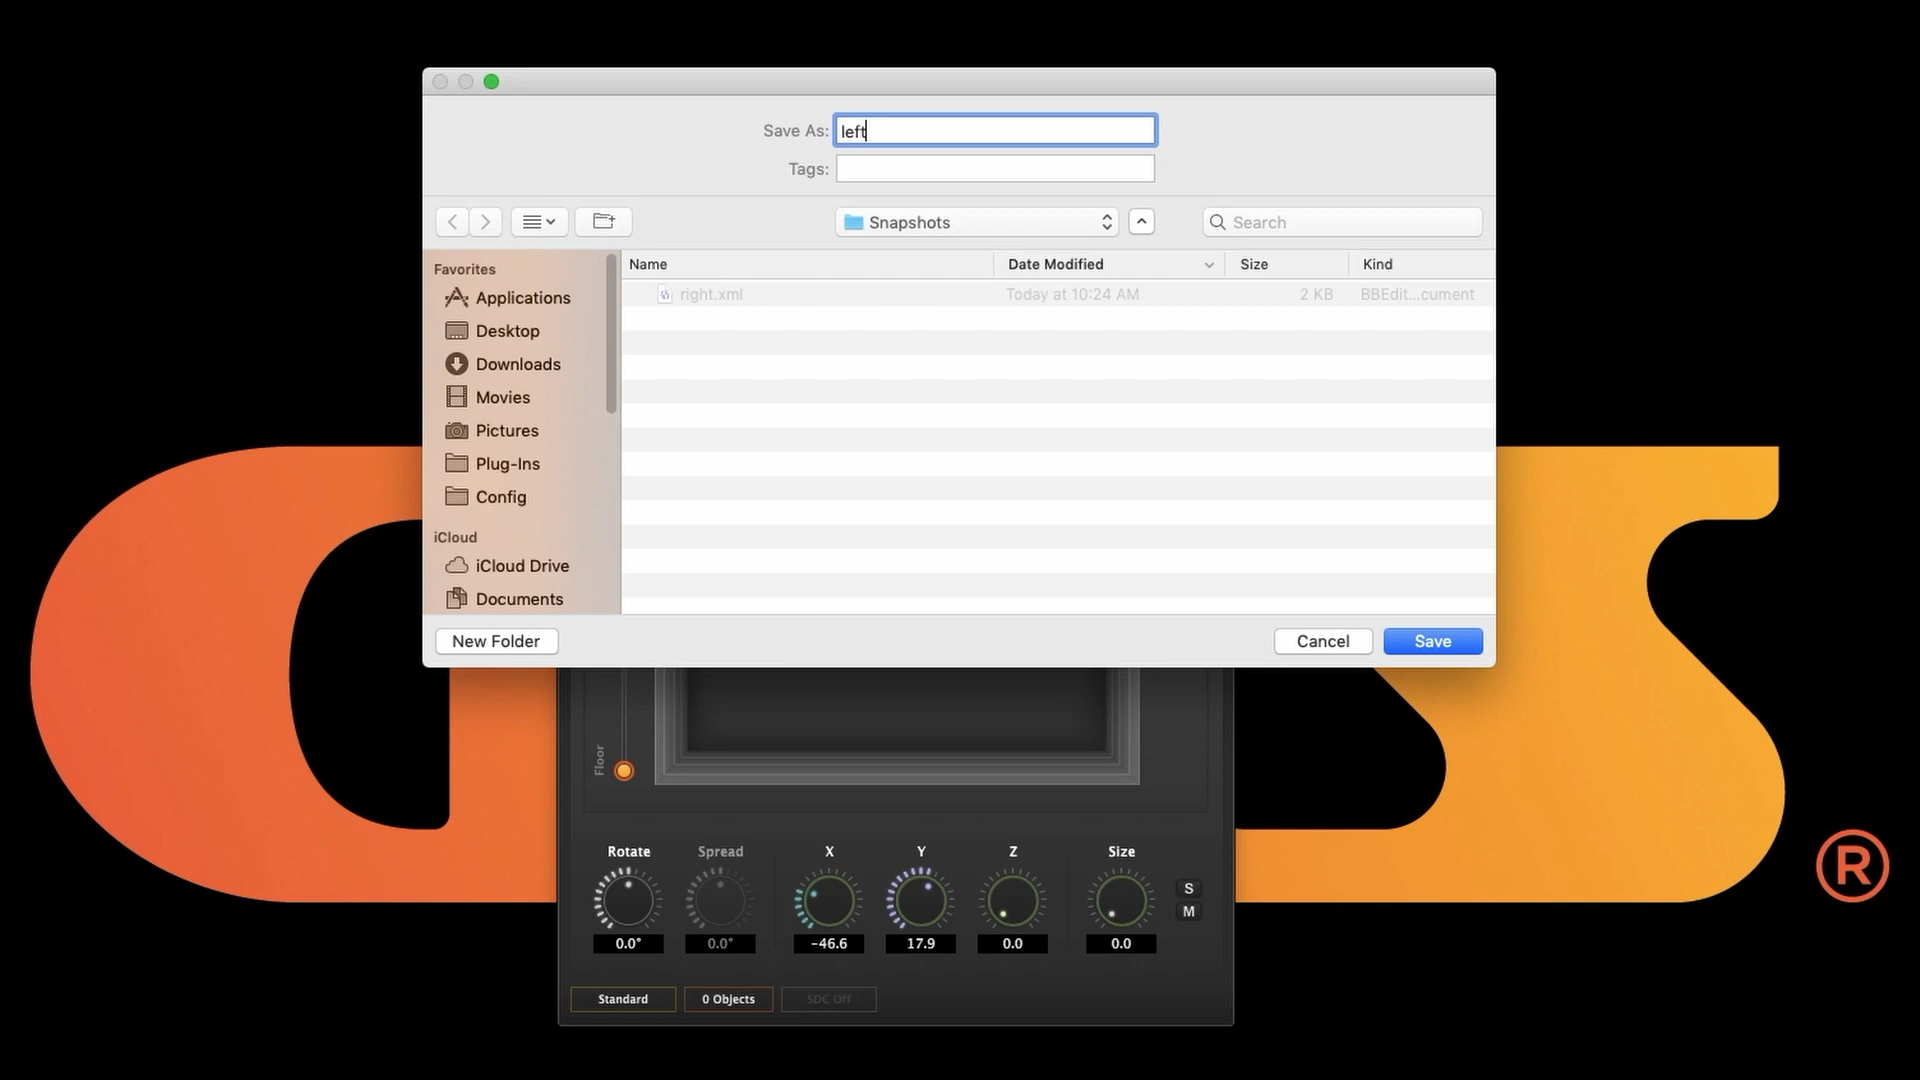 Save As: left
Tags:
Snapshots
Search
Favorites
Applications
Desktop
Downloads
Movies
Pictures
Plug-Ins
Config
iCloud
iCloud Drive
Documents
Name Date Modified Size Kind
right.xml Today at 10:24 AM 2 KB BBEdit...cument
New Folder Cancel Save
Floor
Rotate Spread X Y Z Size
S
M
0.0° 0.0° -46.6 17.9 0.0 0.0
Standard 0 Objects SDC Off
®